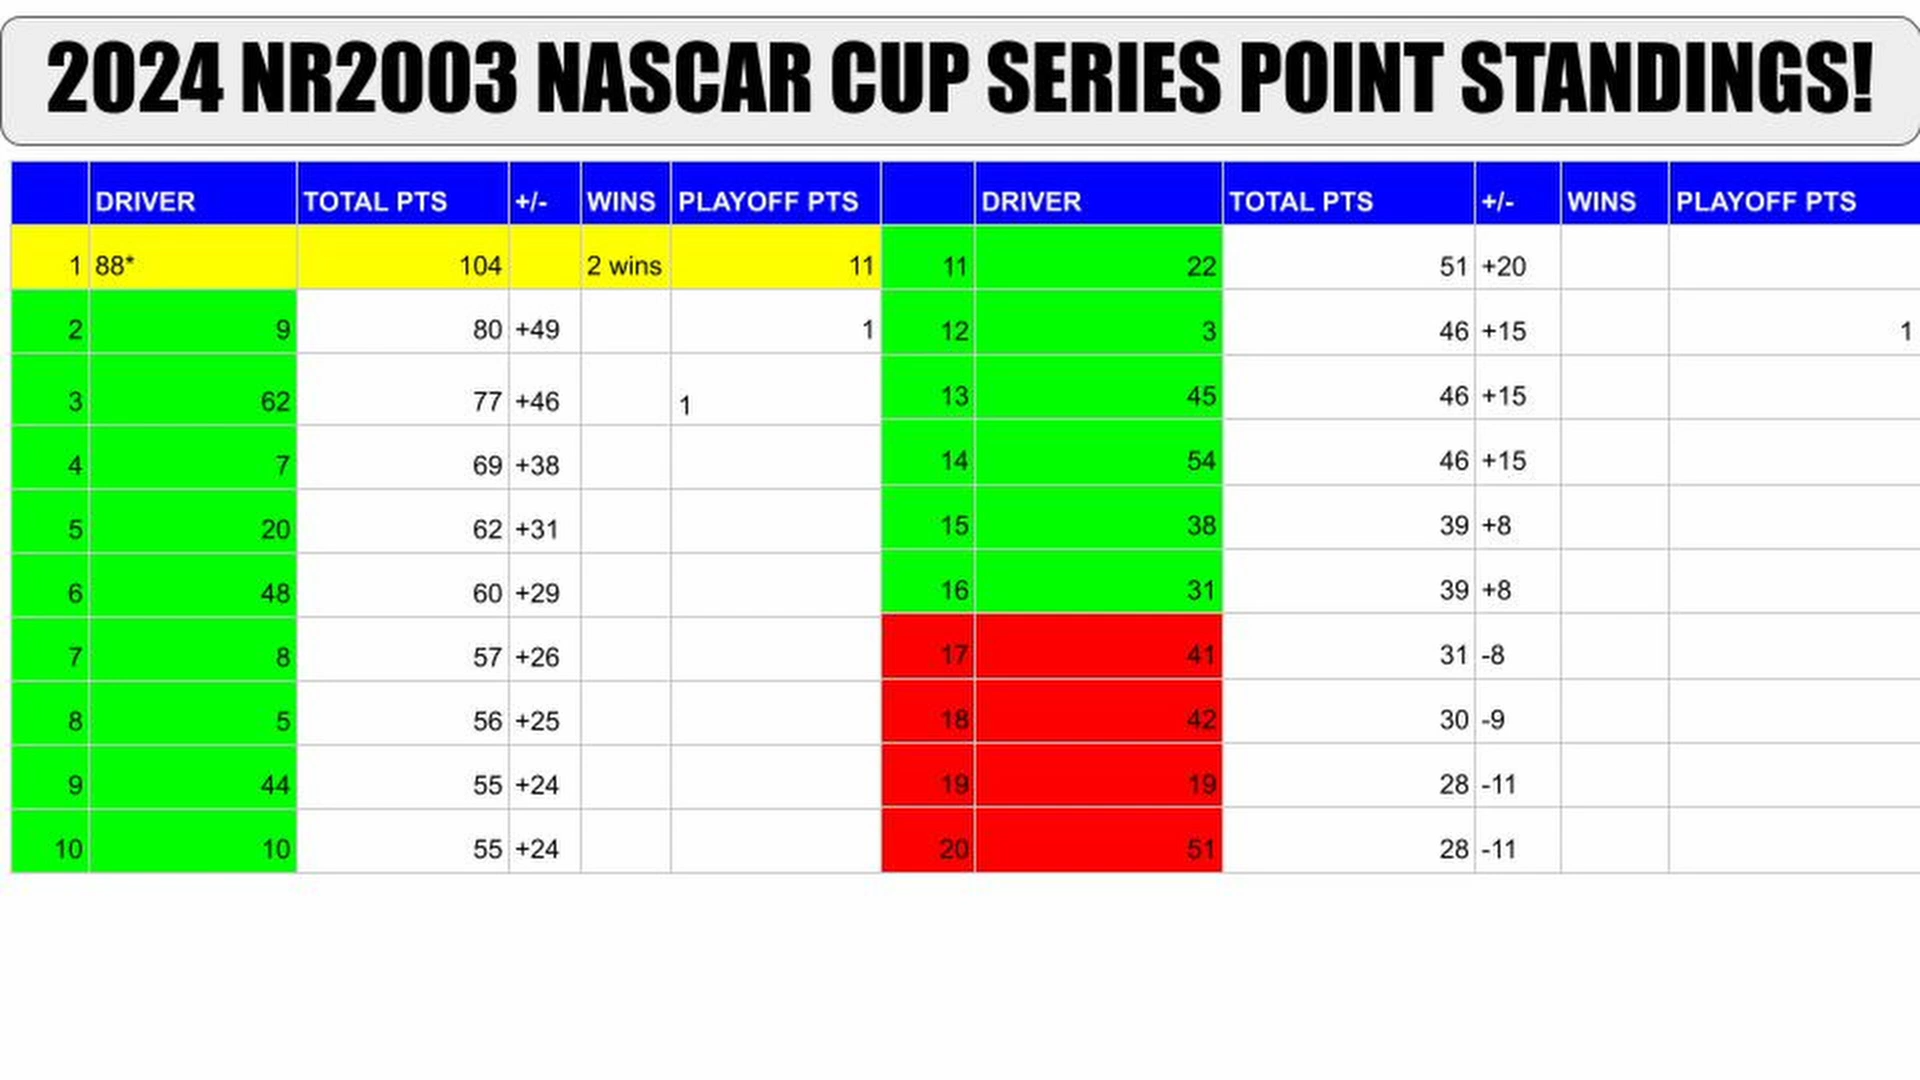 2024 NR2003 NASCAR CUP SERIES POINT STANDINGS!
DRIVER TOTAL PTS +/- WINS PLAYOFF PTS DRIVER TOTAL PTS +/- WINS PLAYOFF PTS
1 88* 104 2 wins 11 11 22 51 +20
2 9 80 +49 1 12 3 46 +15 1
3 62 77 +46 1 13 45 46 +15
4 7 69 +38 14 54 46 +15
5 20 62 +31 15 38 39 +8
6 48 60 +29 16 31 39 +8
7 8 57 +26 17 41 31 -8
8 5 56 +25 18 42 30 -9
9 44 55 +24 19 19 28 -11
10 10 55 +24 20 51 28 -11